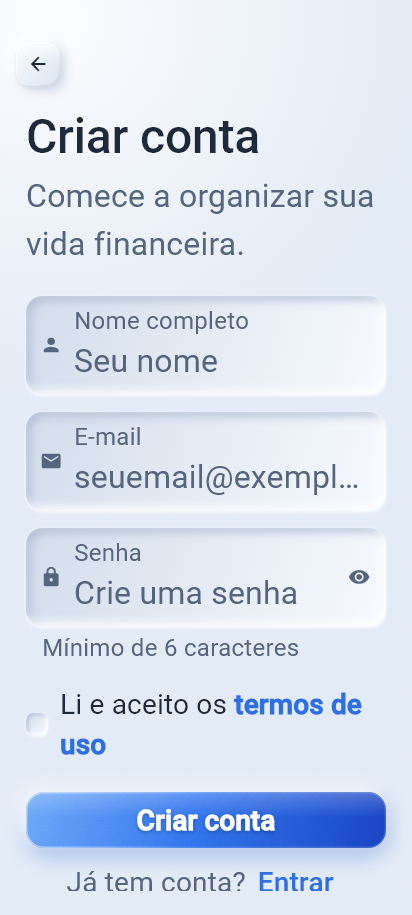 Criar conta
Comece a organizar sua
vida financeira.
Nome completo
Seu nome
E-mail
seuemail@exempl...
Senha
Crie uma senha
Mínimo de 6 caracteres
Li e aceito os termos de
uso
Criar conta
Já tem conta? Entrar